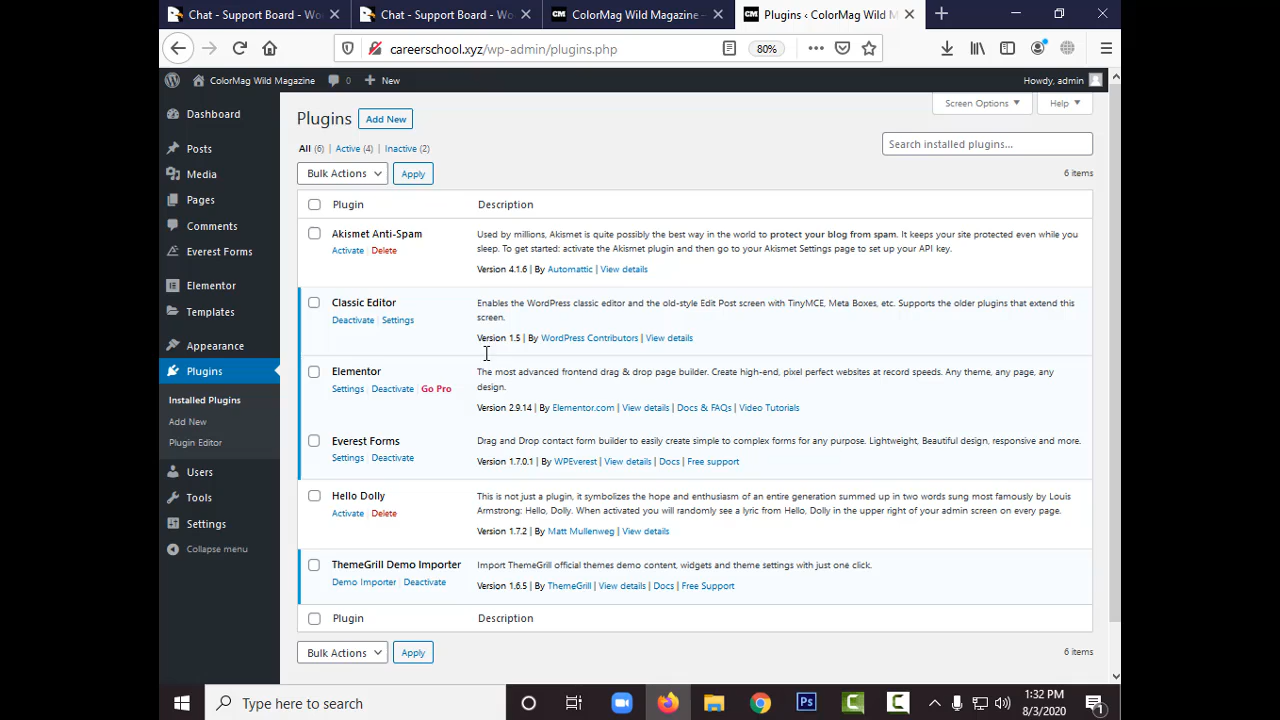 Chat - Support Board - Wo
Chat - Support Board - Wo
CM ColorMag Wild Magazine -
CM Plugins ‹ ColorMag Wild M
careerschool.xyz/wp-admin/plugins.php
80%
ColorMag Wild Magazine 0 New
Howdy, admin
Screen Options
Help
Dashboard
Posts
Media
Pages
Comments
Everest Forms
Elementor
Templates
Appearance
Plugins
Installed Plugins
Add New
Plugin Editor
Users
Tools
Settings
Collapse menu
Plugins Add New
All (6) | Active (4) | Inactive (2)
Search installed plugins...
Bulk Actions Apply
6 items
Plugin Description
Akismet Anti-Spam
Activate | Delete
Used by millions, Akismet is quite possibly the best way in the world to protect your blog from spam. It keeps your site protected even while you
sleep. To get started: activate the Akismet plugin and then go to your Akismet Settings page to set up your API key.
Version 4.1.6 | By Automattic | View details
Classic Editor
Deactivate | Settings
Enables the WordPress classic editor and the old-style Edit Post screen with TinyMCE, Meta Boxes, etc. Supports the older plugins that extend this
screen.
Version 1.5 | By WordPress Contributors | View details
Elementor
Settings | Deactivate | Go Pro
The most advanced frontend drag & drop page builder. Create high-end, pixel perfect websites at record speeds. Any theme, any page, any
design.
Version 2.9.14 | By Elementor.com | View details | Docs & FAQs | Video Tutorials
Everest Forms
Settings | Deactivate
Drag and Drop contact form builder to easily create simple to complex forms for any purpose. Lightweight, Beautiful design, responsive and more.
Version 1.7.0.1 | By WPEverest | View details | Docs | Free support
Hello Dolly
Activate | Delete
This is not just a plugin, it symbolizes the hope and enthusiasm of an entire generation summed up in two words sung most famously by Louis
Armstrong: Hello, Dolly. When activated you will randomly see a lyric from Hello, Dolly in the upper right of your admin screen on every page.
Version 1.7.2 | By Matt Mullenweg | View details
ThemeGrill Demo Importer
Demo Importer | Deactivate
Import ThemeGrill official themes demo content, widgets and theme settings with just one click.
Version 1.6.5 | By ThemeGrill | View details | Docs | Free Support
Plugin Description
Bulk Actions Apply
6 items
Type here to search
Ps
1:32 PM
8/3/2020
1